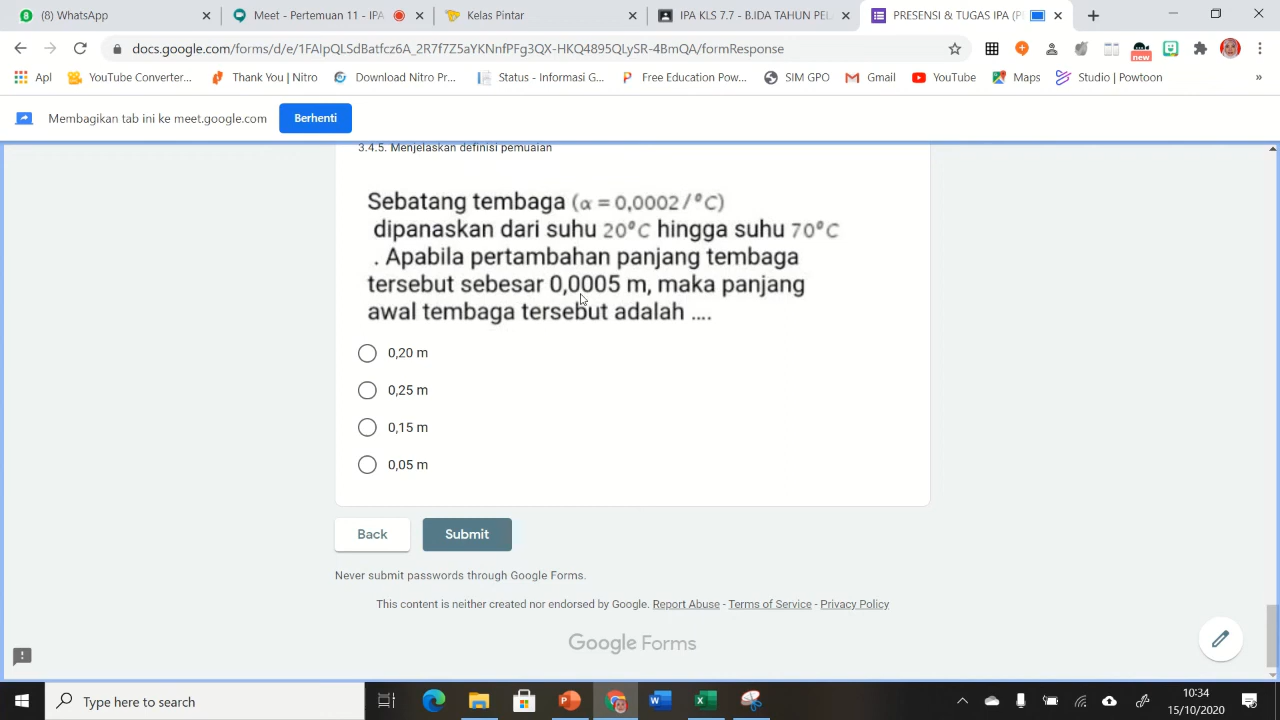 (8) WhatsApp
Meet - Pertemuan 11 - IPA
Kelas Pintar
IPA KLS 7.7 - BJDA TAHUN PEL
PRESENSI & TUGAS IPA (P
docs.google.com/forms/d/e/1FAIpQLSdBatfcz6A_2R7f7Z5aYKNnfPFg3QX-HKQ4895QLySR-4BmQA/formResponse
new
Apl
YouTube Converter...
Thank You | Nitro
Download Nitro Pr...
Status - Informasi G...
Free Education Pow...
SIM GPO
Gmail
YouTube
Maps
Studio | Powtoon
»
Membagikan tab ini ke meet.google.com
Berhenti
3.4.5. Menjelaskan definisi pemuaian
Sebatang tembaga (α = 0,0002/°C)
dipanaskan dari suhu 20°C hingga suhu 70°C
. Apabila pertambahan panjang tembaga
tersebut sebesar 0,0005 m, maka panjang
awal tembaga tersebut adalah ....
0,20 m
0,25 m
0,15 m
0,05 m
Back
Submit
Never submit passwords through Google Forms.
This content is neither created nor endorsed by Google. Report Abuse - Terms of Service - Privacy Policy
Google Forms
Type here to search
10:34
15/10/2020